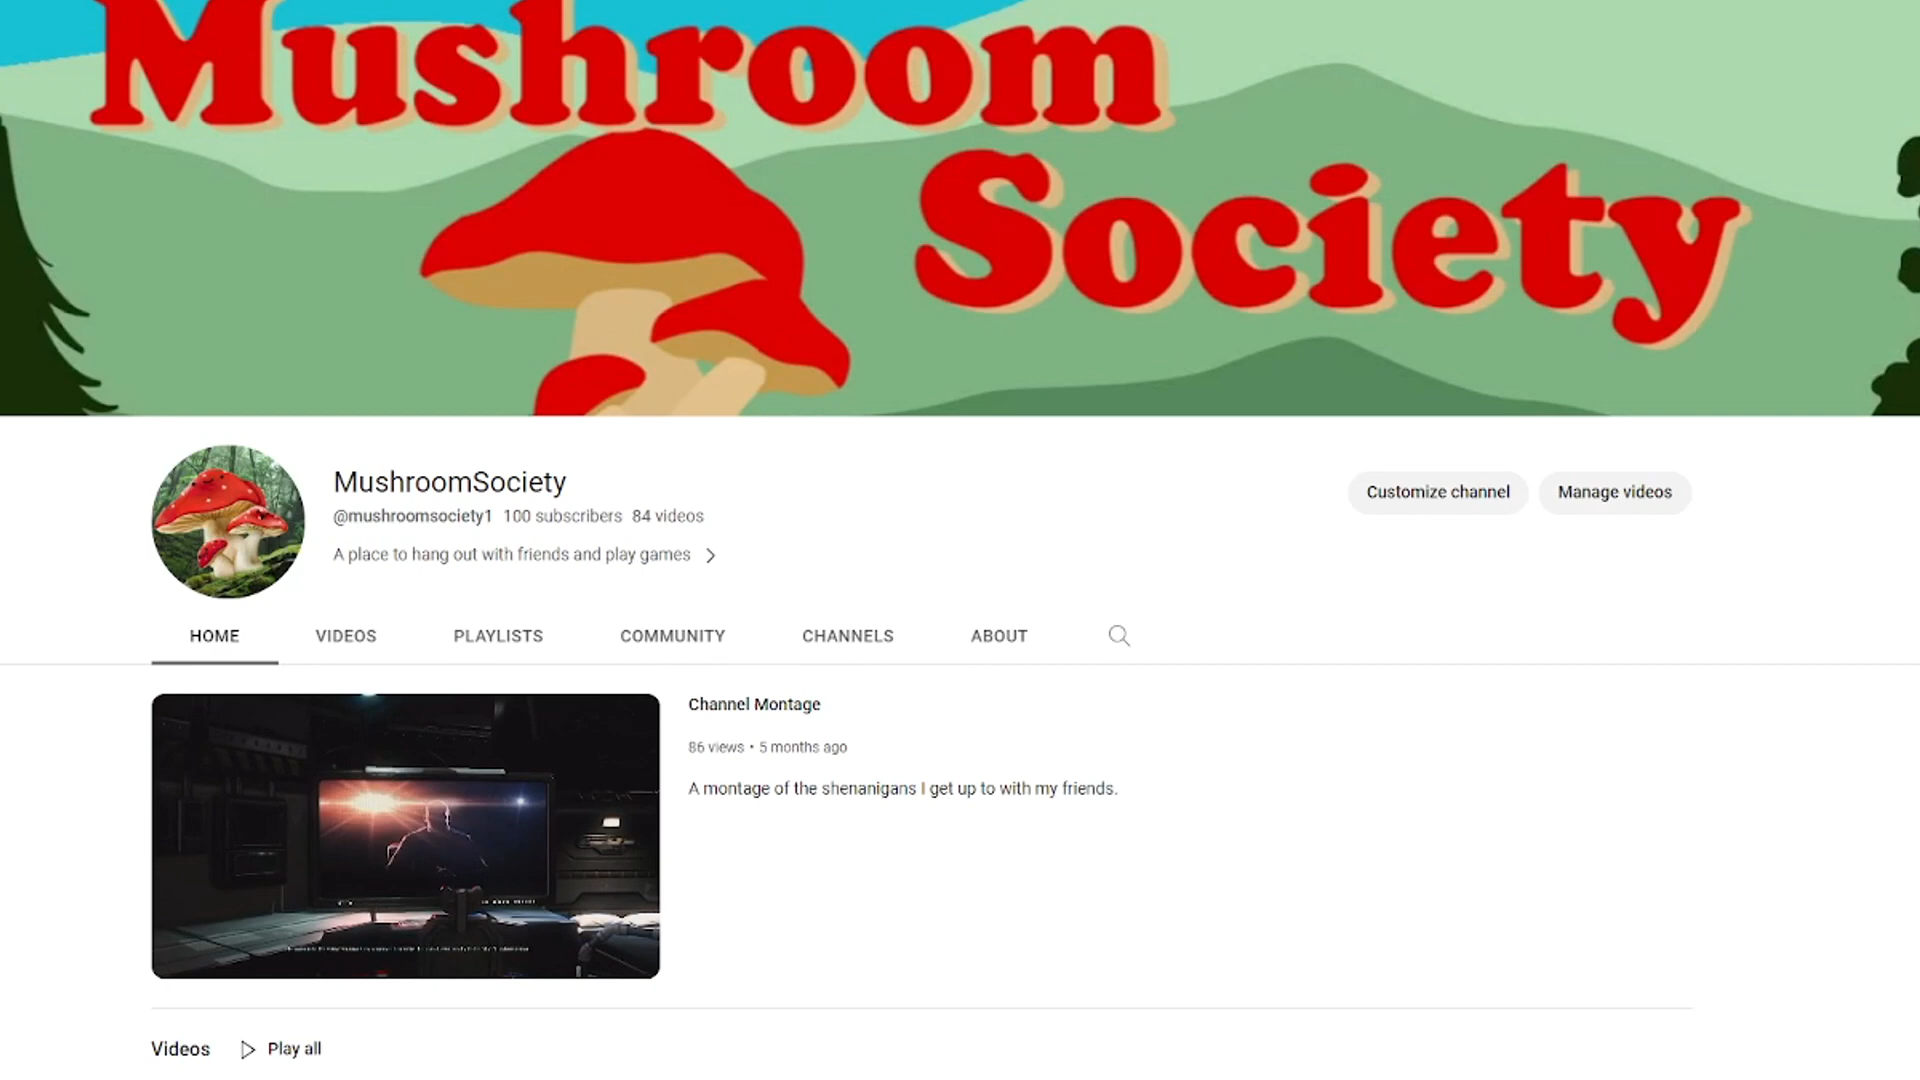 Mushroom
Society
MushroomSociety
@mushroomsociety1 100 subscribers 84 videos
A place to hang out with friends and play games
Customize channel
Manage videos
HOME
VIDEOS
PLAYLISTS
COMMUNITY
CHANNELS
ABOUT
Channel Montage
86 views • 5 months ago
A montage of the shenanigans I get up to with my friends.
Videos
Play all